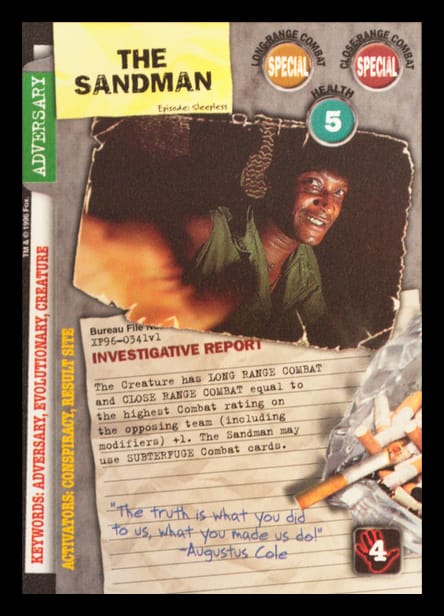 THE
SANDMAN
Episode: Sleepless
LONG-RANGE COMBAT
SPECIAL
CLOSE-RANGE COMBAT
SPECIAL
HEALTH
5
ADVERSARY
TM & © 1996 Fox.
KEYWORDS: ADVERSARY, EVOLUTIONARY, CREATURE
ACTIVATORS: CONSPIRACY, RESULT SITE
Bureau File No.
XF96-0341v1
INVESTIGATIVE REPORT
The Creature has LONG RANGE COMBAT
and CLOSE RANGE COMBAT equal to
the highest Combat rating on
the opposing team (including
modifiers) +1. The Sandman may
use SUBTERFUGE Combat cards.
"The truth is what you did
to us, what you made us do!"
-Augustus Cole
4